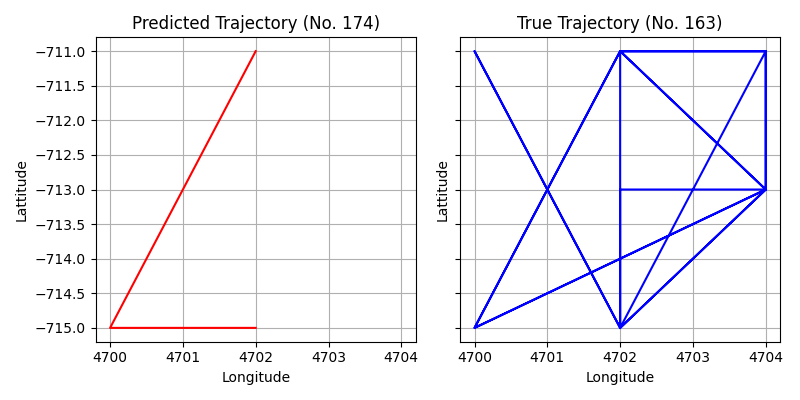 Predicted Trajectory (No. 174)
True Trajectory (No. 163)
Lattitude
−711.0
−711.5
−712.0
−712.5
−713.0
−713.5
−714.0
−714.5
−715.0
4700 4701 4702 4703 4704
Longitude
Lattitude
4700 4701 4702 4703 4704
Longitude